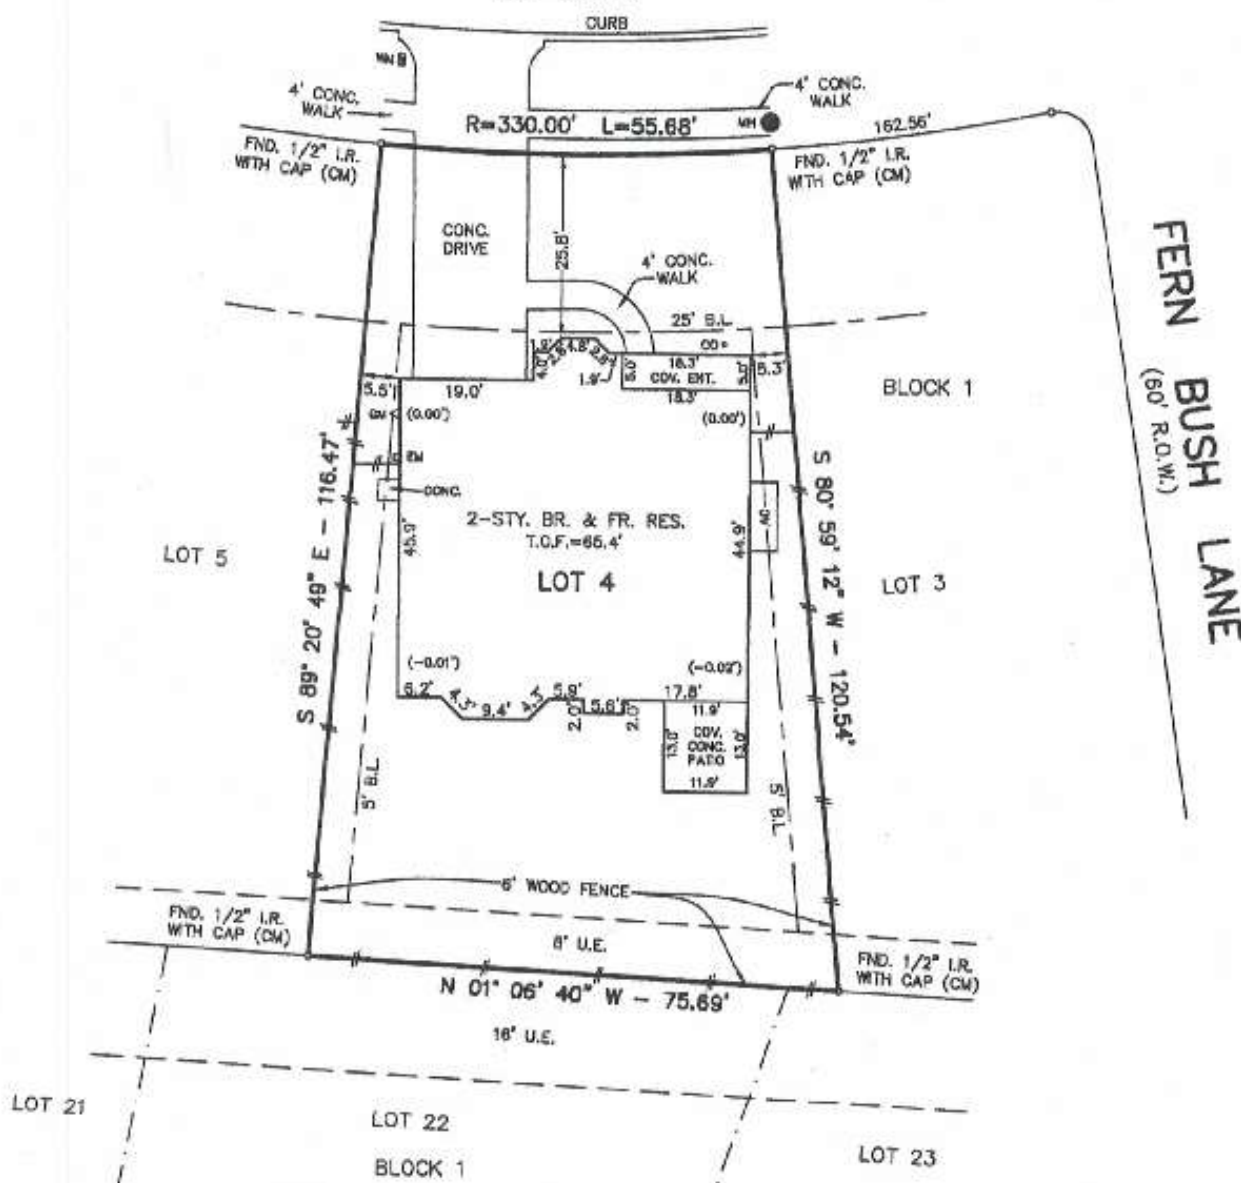 CURB
WM
4' CONC.
WALK
4' CONC.
WALK
R=330.00' L=55.68'
MH
162.56'
FND. 1/2" I.R.
WITH CAP (CM)
FND. 1/2" I.R.
WITH CAP (CM)
CONC.
DRIVE
25.8'
4' CONC.
WALK
25' B.L.
FERN BUSH LANE
(60' R.O.W.)
4.8'
2.8'
4.0'
1.9'
5.0'
CO
16.3'
COV. ENT.
18.3'
5.0'
5.5'
19.0'
(0.00')
(0.00')
BLOCK 1
EM
CONC.
S 89° 20' 49" E - 116.47'
45.9'
2-STY. BR. & FR. RES.
T.O.F.=65.4'
LOT 4
44.9'
AC
S 80° 59' 12" W - 120.54'
LOT 5
LOT 3
(-0.01')
(-0.02')
6.2'
4.3'
9.4'
4.3'
5.9'
2.0'
5.6'
2.0'
17.8'
11.9'
13.0'
COV.
CONC.
PATIO
13.0'
11.9'
5' B.L.
5' B.L.
6' WOOD FENCE
FND. 1/2" I.R.
WITH CAP (CM)
8' U.E.
FND. 1/2" I.R.
WITH CAP (CM)
N 01° 06' 40" W - 75.69'
16' U.E.
LOT 21
LOT 22
BLOCK 1
LOT 23